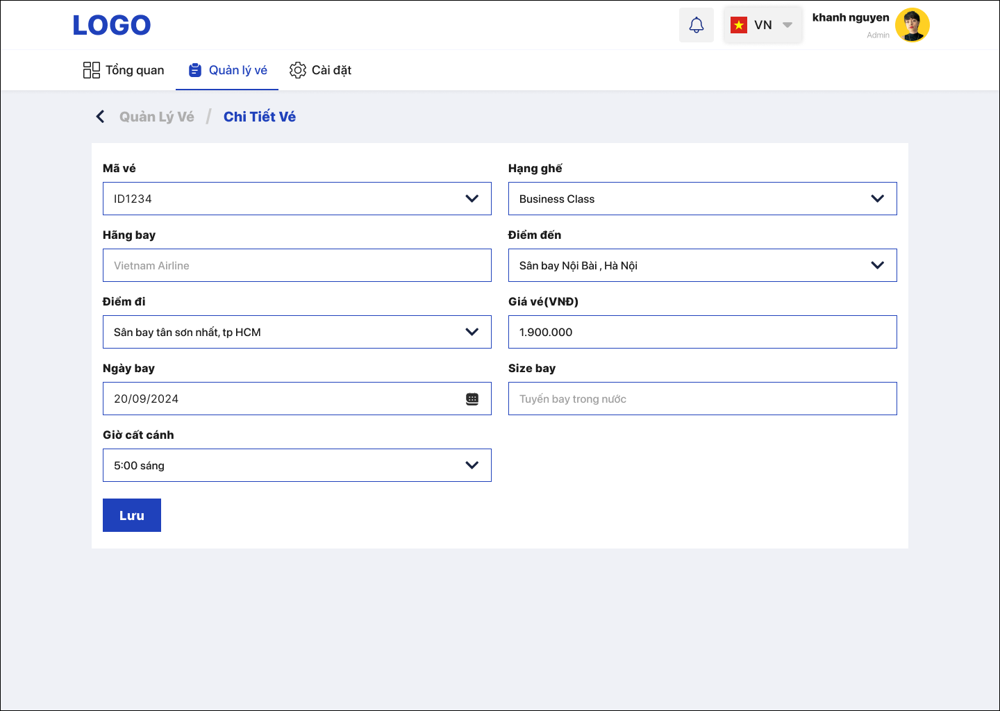 LOGO
VN
khanh nguyen
Admin
Tổng quan
Quản lý vé
Cài đặt
Quản Lý Vé / Chi Tiết Vé
Mã vé
ID1234
Hạng ghế
Business Class
Hãng bay
Vietnam Airline
Điểm đến
Sân bay Nội Bài , Hà Nội
Điểm đi
Sân bay tân sơn nhất, tp HCM
Giá vé(VNĐ)
1.900.000
Ngày bay
20/09/2024
Size bay
Tuyến bay trong nước
Giờ cất cánh
5:00 sáng
Lưu